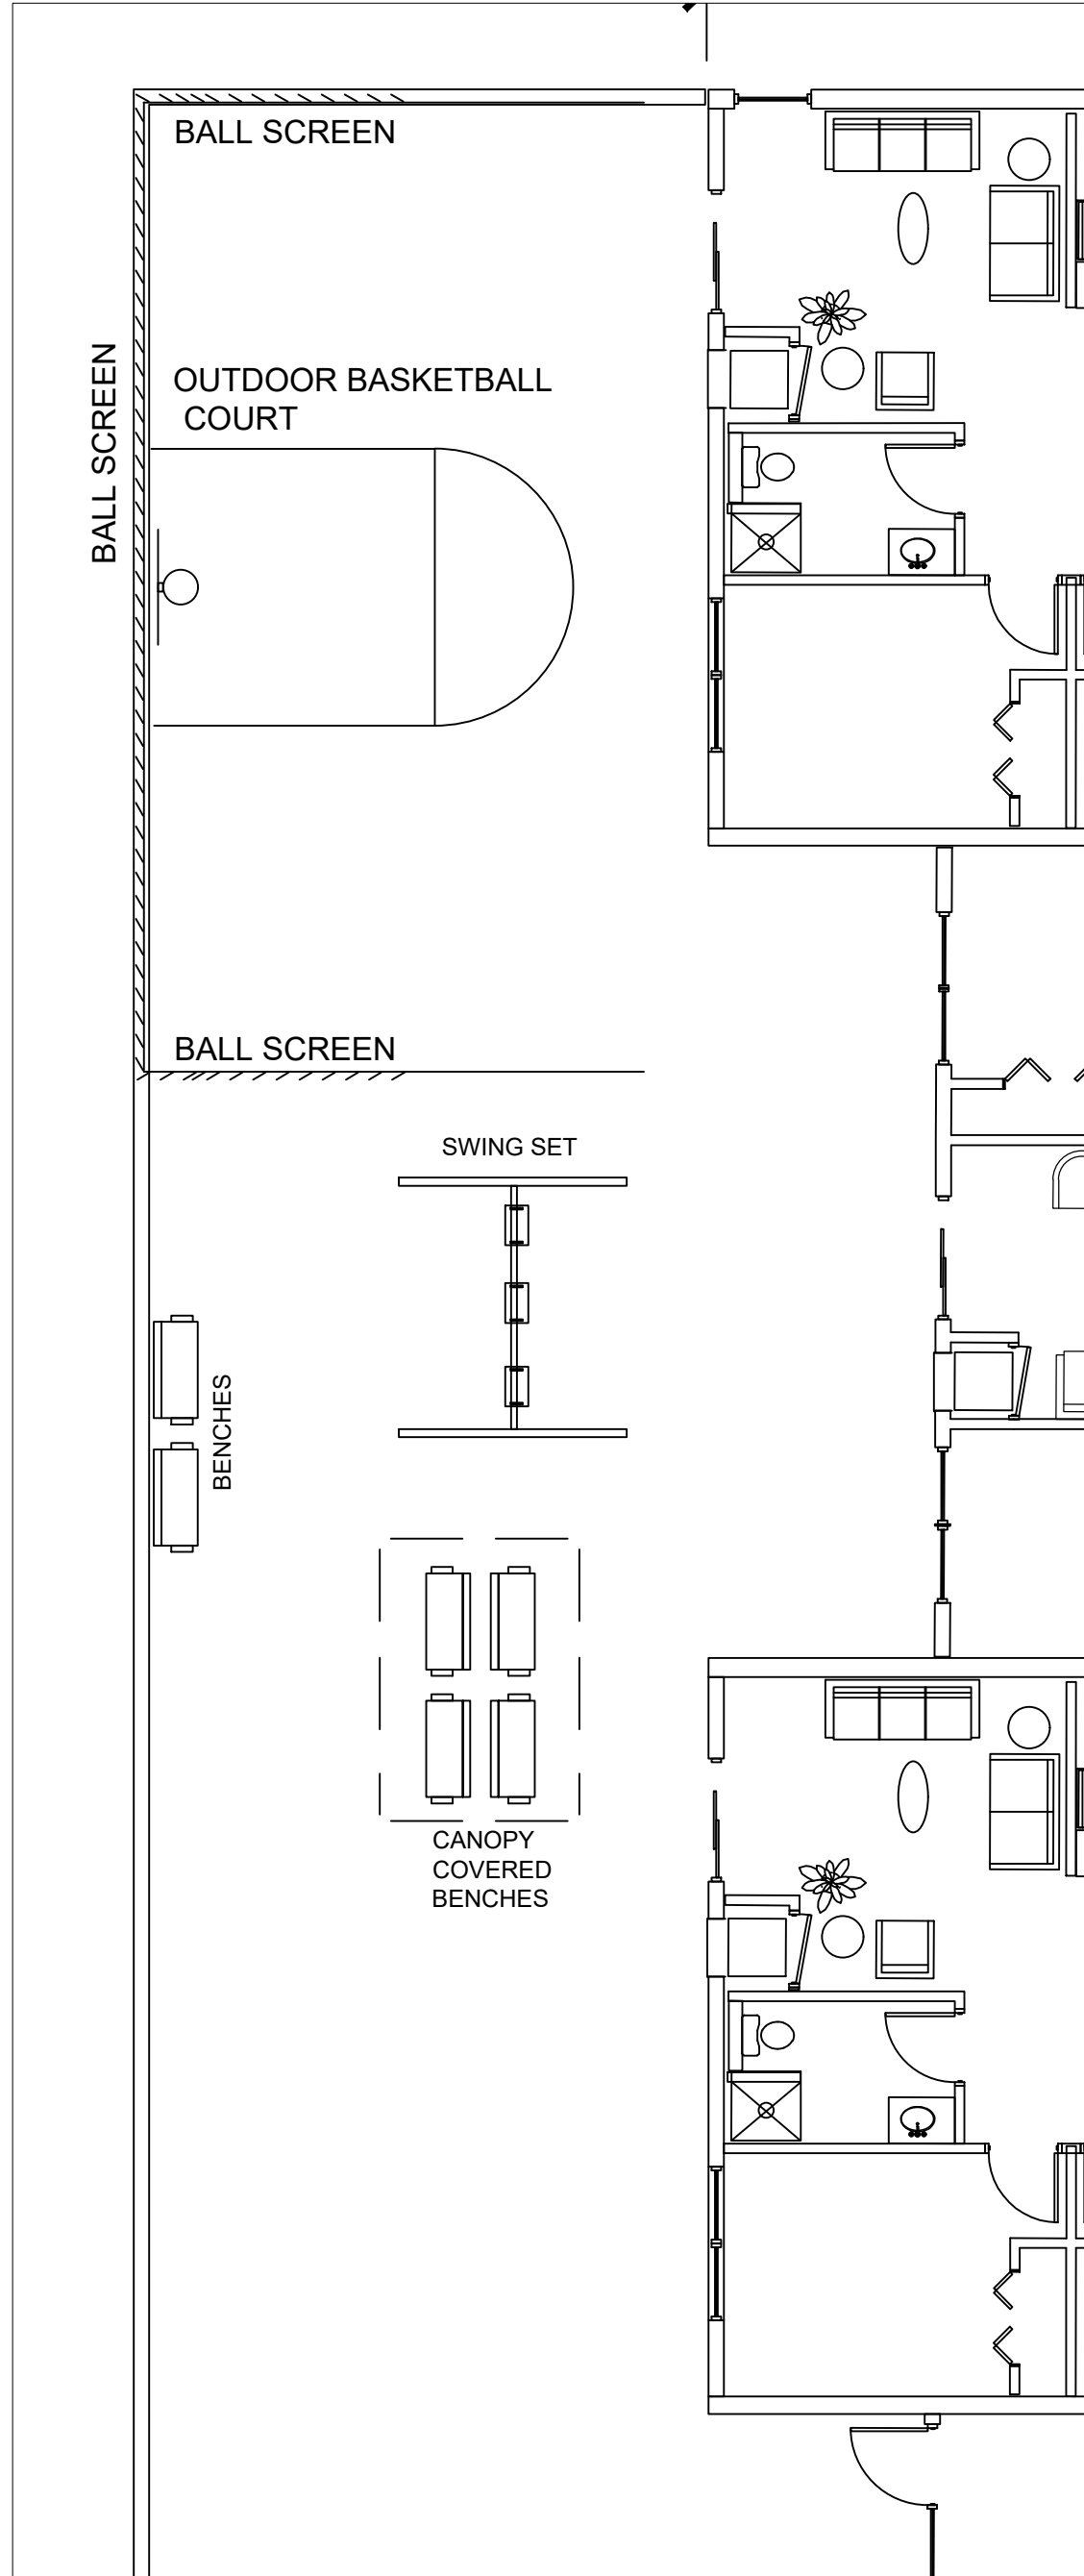 BALL SCREEN
BALL SCREEN
OUTDOOR BASKETBALL
COURT
BALL SCREEN
SWING SET
BENCHES
CANOPY
COVERED
BENCHES